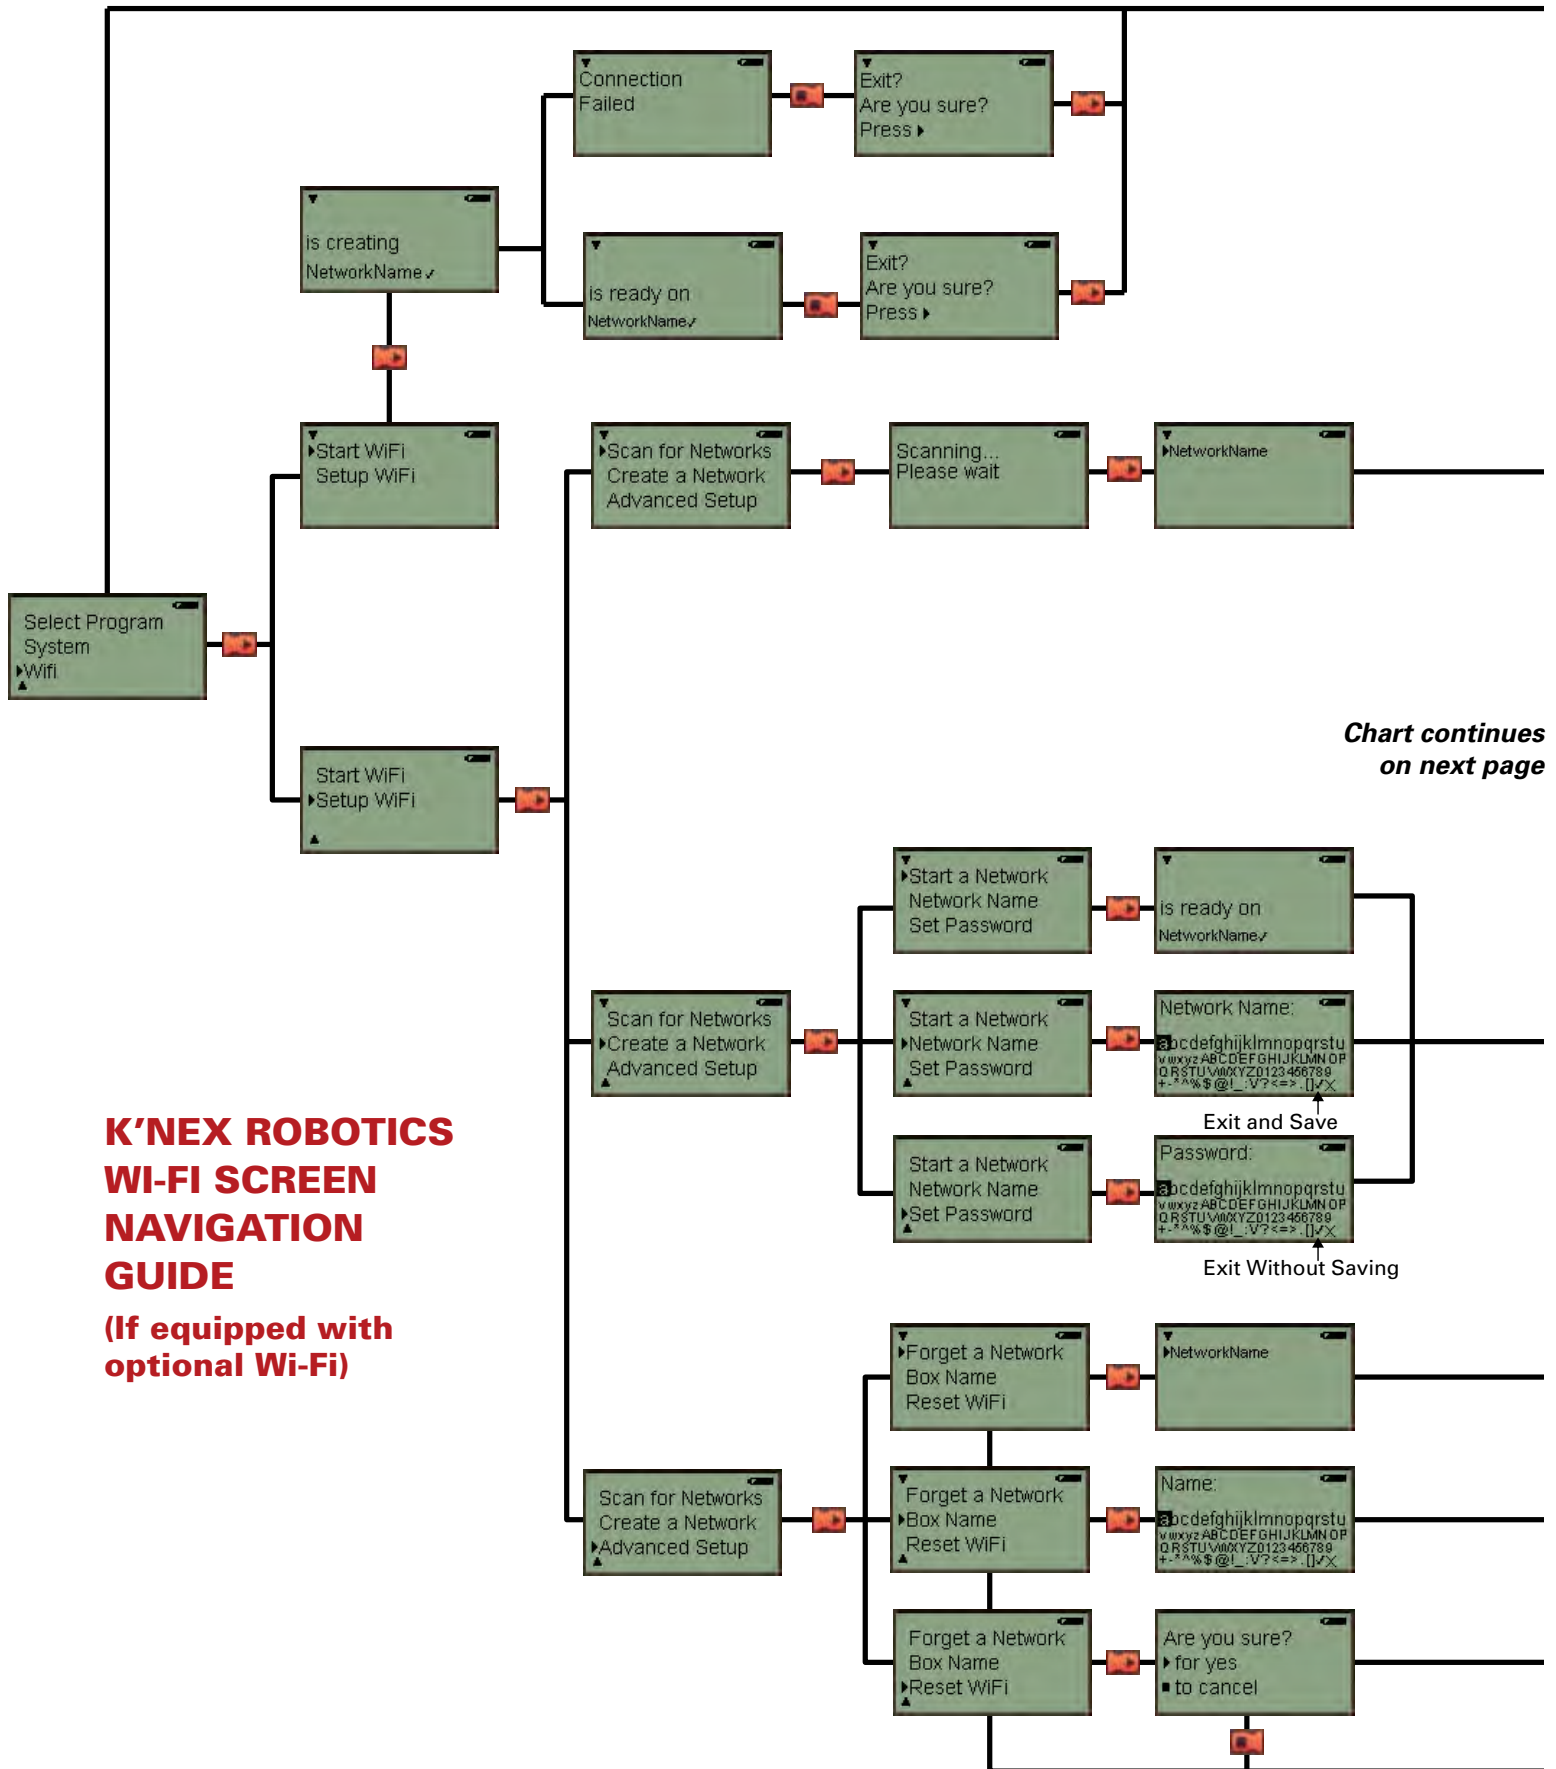 Connection
Failed
Exit?
Are you sure?
Press ▶
is creating
NetworkName ✓
is ready on
NetworkName✓
Exit?
Are you sure?
Press ▶
▶Start WiFi
Setup WiFi
▶Scan for Networks
Create a Network
Advanced Setup
Scanning...
Please wait
▶NetworkName
Select Program
System
▶Wifi
Start WiFi
▶Setup WiFi
Chart continues
on next page
▶Start a Network
Network Name
Set Password
is ready on
NetworkName✓
Scan for Networks
▶Create a Network
Advanced Setup
Start a Network
▶Network Name
Set Password
Network Name:
abcdefghijklmnopqrstu
vwxyzABCDEFGHIJKLMNOP
QRSTUVWXYZ0123456789
+-*^%$@!_:V?<=>.[]✓X
Exit and Save
Start a Network
Network Name
▶Set Password
Password:
abcdefghijklmnopqrstu
vwxyzABCDEFGHIJKLMNOP
QRSTUVWXYZ0123456789
+-*^%$@!_:V?<=>.[]✓X
Exit Without Saving
K'NEX ROBOTICS
WI-FI SCREEN
NAVIGATION
GUIDE
(If equipped with
optional Wi-Fi)
▶Forget a Network
Box Name
Reset WiFi
▶NetworkName
Scan for Networks
Create a Network
▶Advanced Setup
Forget a Network
▶Box Name
Reset WiFi
Name:
abcdefghijklmnopqrstu
vwxyzABCDEFGHIJKLMNOP
QRSTUVWXYZ0123456789
+-*^%$@!_:V?<=>.[]✓X
Forget a Network
Box Name
▶Reset WiFi
Are you sure?
▶ for yes
■ to cancel